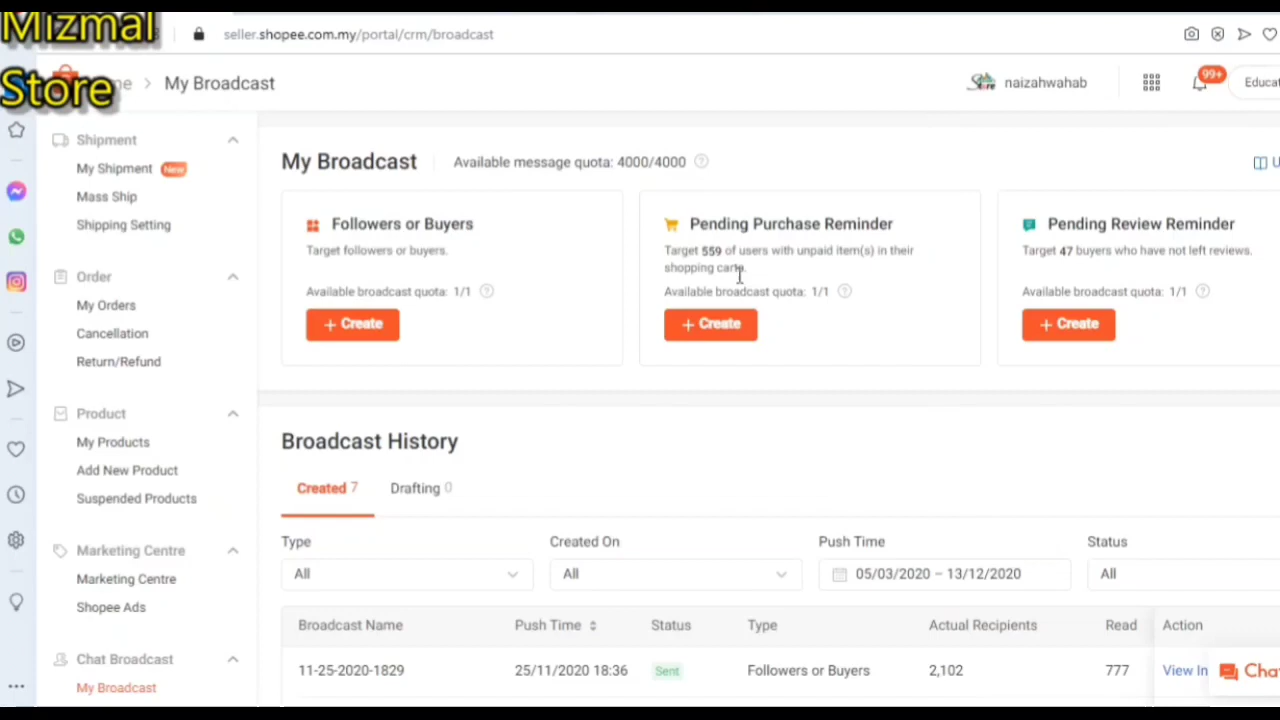 Mizmal
Store
seller.shopee.com.my/portal/crm/broadcast
My Broadcast
Store
naizahwahab
99+
Shipment
My Shipment New
Mass Ship
Shipping Setting
Order
My Orders
Cancellation
Return/Refund
Product
My Products
Add New Product
Suspended Products
Marketing Centre
Marketing Centre
Shopee Ads
Chat Broadcast
My Broadcast
My Broadcast
Available message quota: 4000/4000
Followers or Buyers
Target followers or buyers.
Available broadcast quota: 1/1
+ Create
Pending Purchase Reminder
Target 559 of users with unpaid item(s) in their
shopping carts.
Available broadcast quota: 1/1
+ Create
Pending Review Reminder
Target 47 buyers who have not left reviews.
Available broadcast quota: 1/1
+ Create
Broadcast History
Created 7
Drafting 0
Type
All
Created On
All
Push Time
05/03/2020 – 13/12/2020
Status
All
Broadcast Name
Push Time
Status
Type
Actual Recipients
Read
Action
11-25-2020-1829
25/11/2020 18:36
Sent
Followers or Buyers
2,102
777
View In